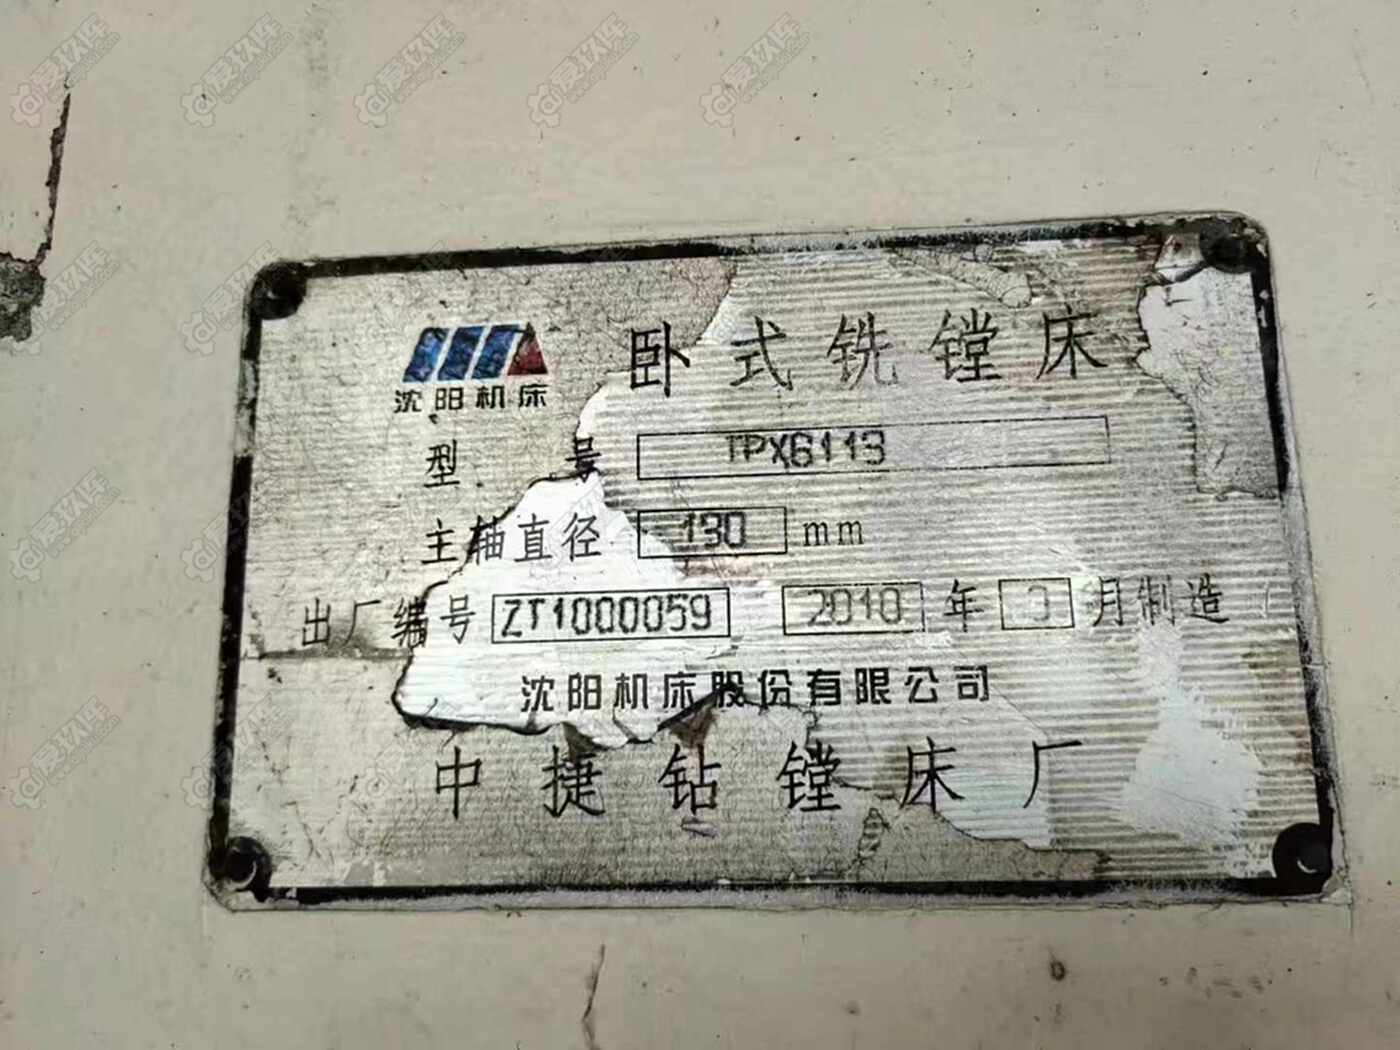 卧式铣镗床
沈阳机床
型号 TPX6113
主轴直径 130 mm
出厂编号 ZT1000059 2010 年 月制造
沈阳机床股份有限公司
中捷钻镗床厂